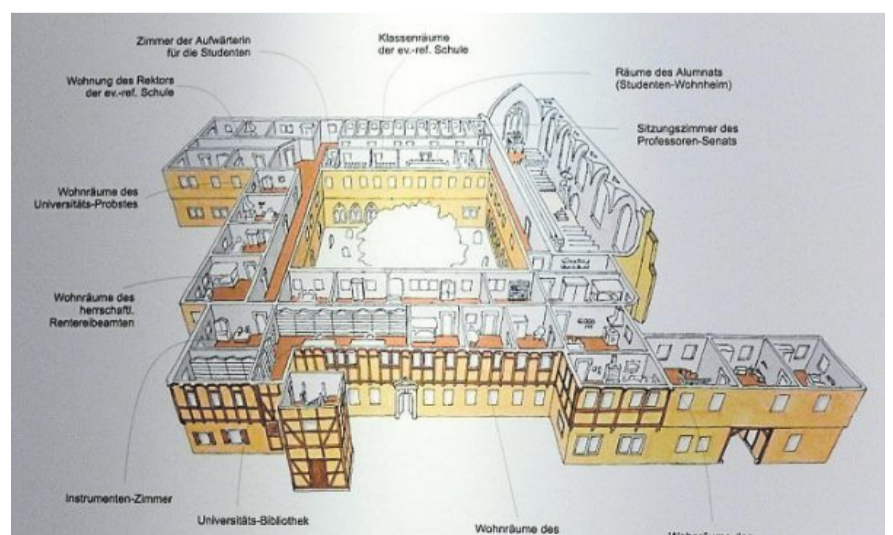 Zimmer der Aufwärterin
für die Studenten
Klassenräume
der ev.-ref. Schule
Wohnung des Rektors
der ev.-ref. Schule
Räume des Alumnats
(Studenten-Wohnheim)
Sitzungszimmer des
Professoren-Senats
Wohnräume des
Universitäts-Probstes
Wohnräume des
herrschaftl.
Rentereibeamten
Instrumenten-Zimmer
Universitäts-Bibliothek
Wohnräume des